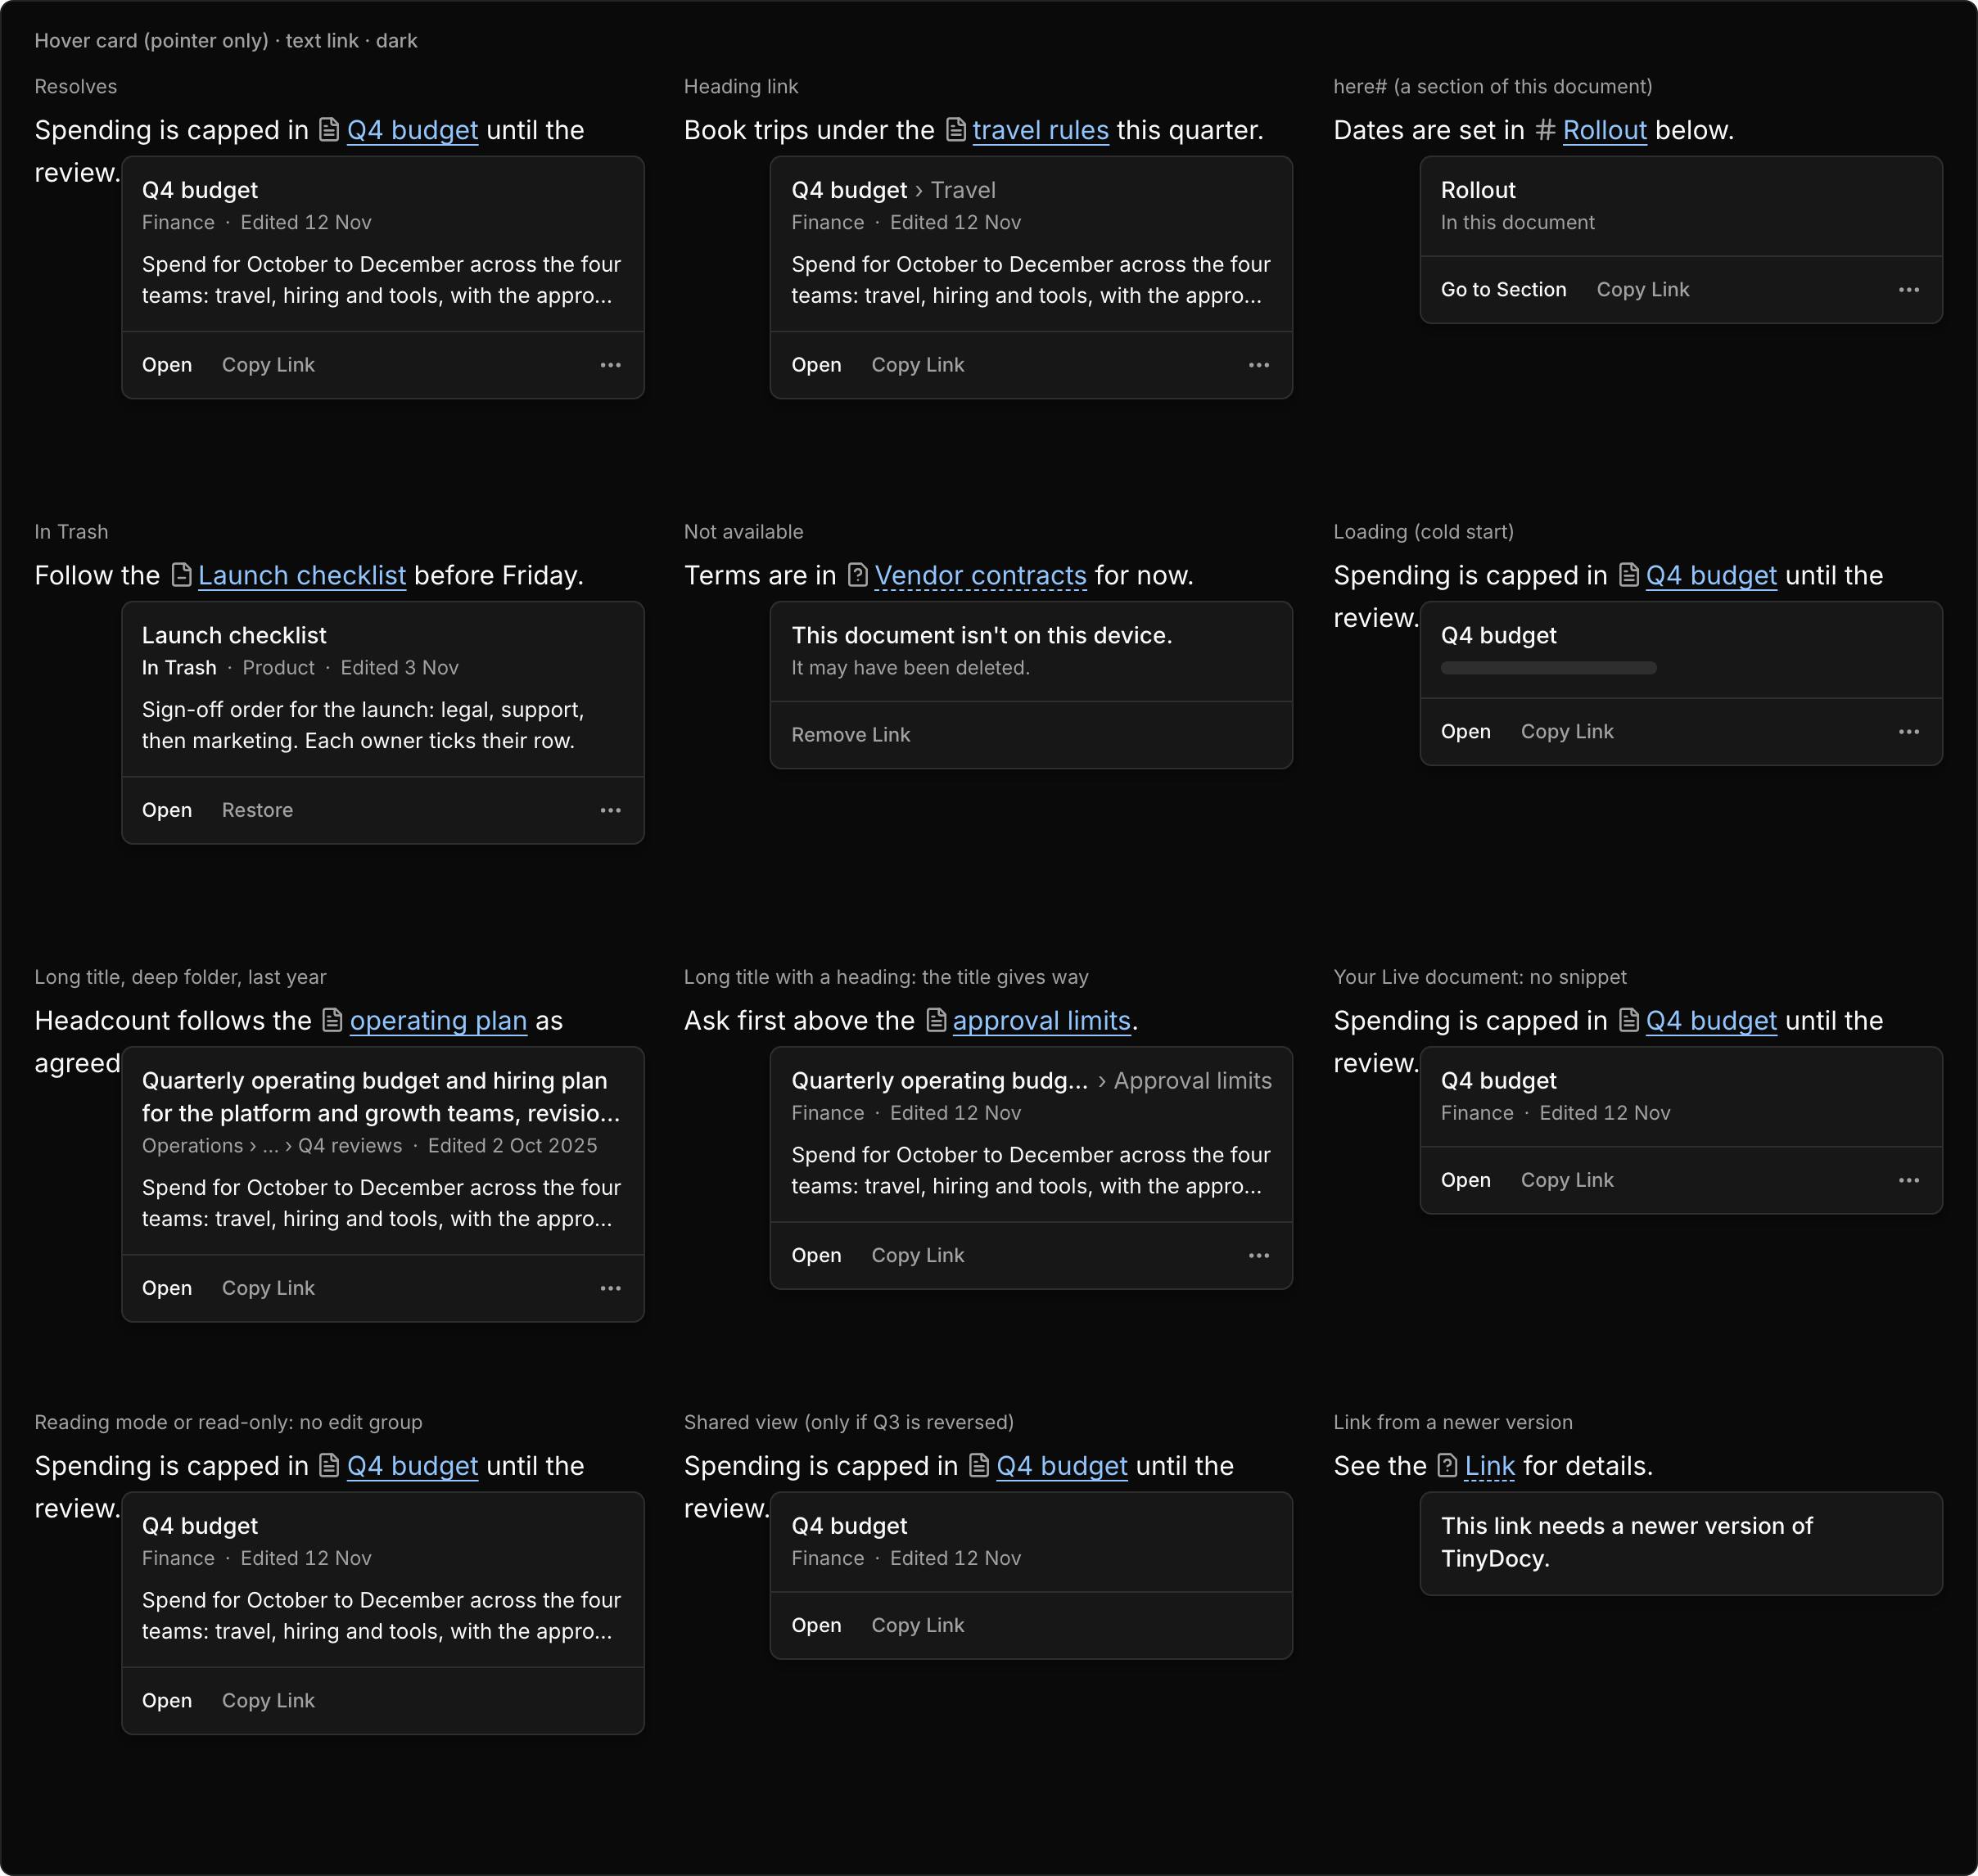 Hover card (pointer only) · text link · dark
Resolves
Spending is capped in Q4 budget until the
review.
Q4 budget
Finance · Edited 12 Nov
Spend for October to December across the four
teams: travel, hiring and tools, with the appro...
Open Copy Link ...
Heading link
Book trips under the travel rules this quarter.
Q4 budget › Travel
Finance · Edited 12 Nov
Spend for October to December across the four
teams: travel, hiring and tools, with the appro...
Open Copy Link ...
here# (a section of this document)
Dates are set in # Rollout below.
Rollout
In this document
Go to Section Copy Link ...
In Trash
Follow the Launch checklist before Friday.
Launch checklist
In Trash · Product · Edited 3 Nov
Sign-off order for the launch: legal, support,
then marketing. Each owner ticks their row.
Open Restore ...
Not available
Terms are in ? Vendor contracts for now.
This document isn't on this device.
It may have been deleted.
Remove Link
Loading (cold start)
Spending is capped in Q4 budget until the
review.
Q4 budget
Open Copy Link ...
Long title, deep folder, last year
Headcount follows the operating plan as
agreed
Quarterly operating budget and hiring plan
for the platform and growth teams, revisio...
Operations › ... › Q4 reviews · Edited 2 Oct 2025
Spend for October to December across the four
teams: travel, hiring and tools, with the appro...
Open Copy Link ...
Long title with a heading: the title gives way
Ask first above the approval limits.
Quarterly operating budg... › Approval limits
Finance · Edited 12 Nov
Spend for October to December across the four
teams: travel, hiring and tools, with the appro...
Open Copy Link ...
Your Live document: no snippet
Spending is capped in Q4 budget until the
review.
Q4 budget
Finance · Edited 12 Nov
Open Copy Link ...
Reading mode or read-only: no edit group
Spending is capped in Q4 budget until the
review.
Q4 budget
Finance · Edited 12 Nov
Spend for October to December across the four
teams: travel, hiring and tools, with the appro...
Open Copy Link
Shared view (only if Q3 is reversed)
Spending is capped in Q4 budget until the
review.
Q4 budget
Finance · Edited 12 Nov
Open Copy Link
Link from a newer version
See the ? Link for details.
This link needs a newer version of
TinyDocy.